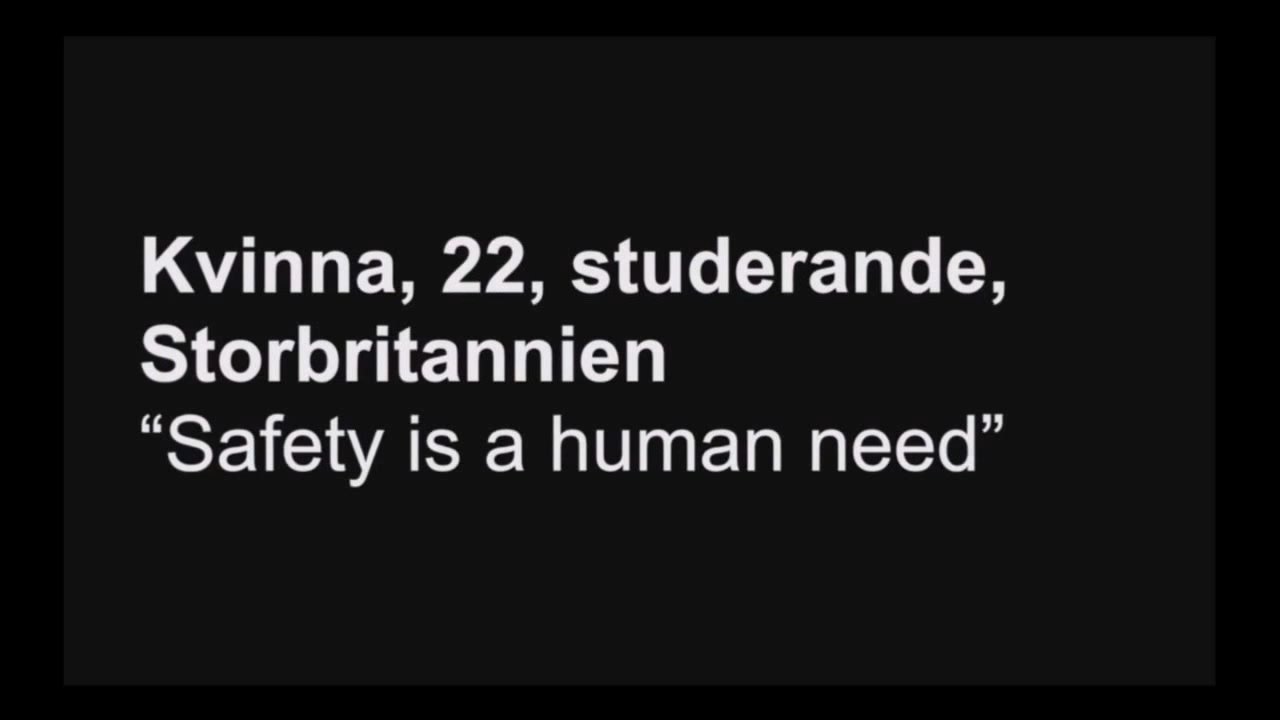 Kvinna, 22, studerande,
Storbritannien
“Safety is a human need”